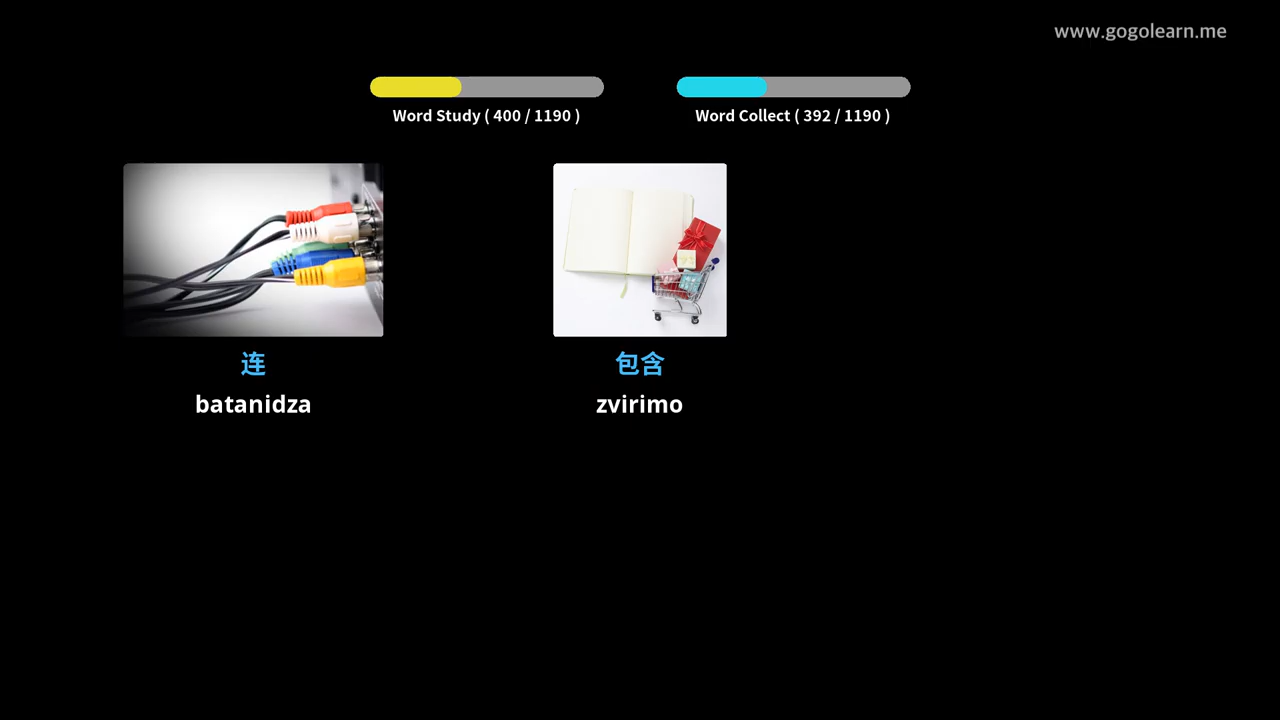 www.gogolearn.me
Word Study ( 400 / 1190 )
Word Collect ( 392 / 1190 )
连
batanidza
包含
zvirimo